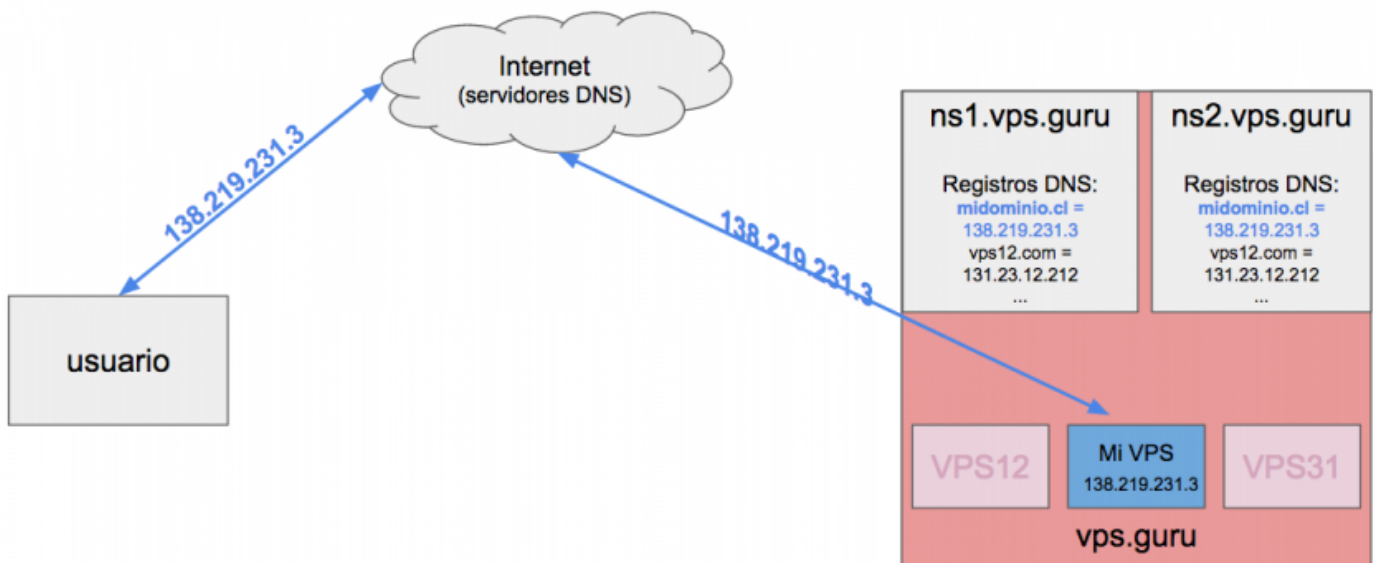 Internet
(servidores DNS)
138.219.231.3
138.219.231.3
usuario
ns1.vps.guru
Registros DNS:
midominio.cl =
138.219.231.3
vps12.com =
131.23.12.212
...
ns2.vps.guru
Registros DNS:
midominio.cl =
138.219.231.3
vps12.com =
131.23.12.212
...
VPS12
Mi VPS
138.219.231.3
VPS31
vps.guru